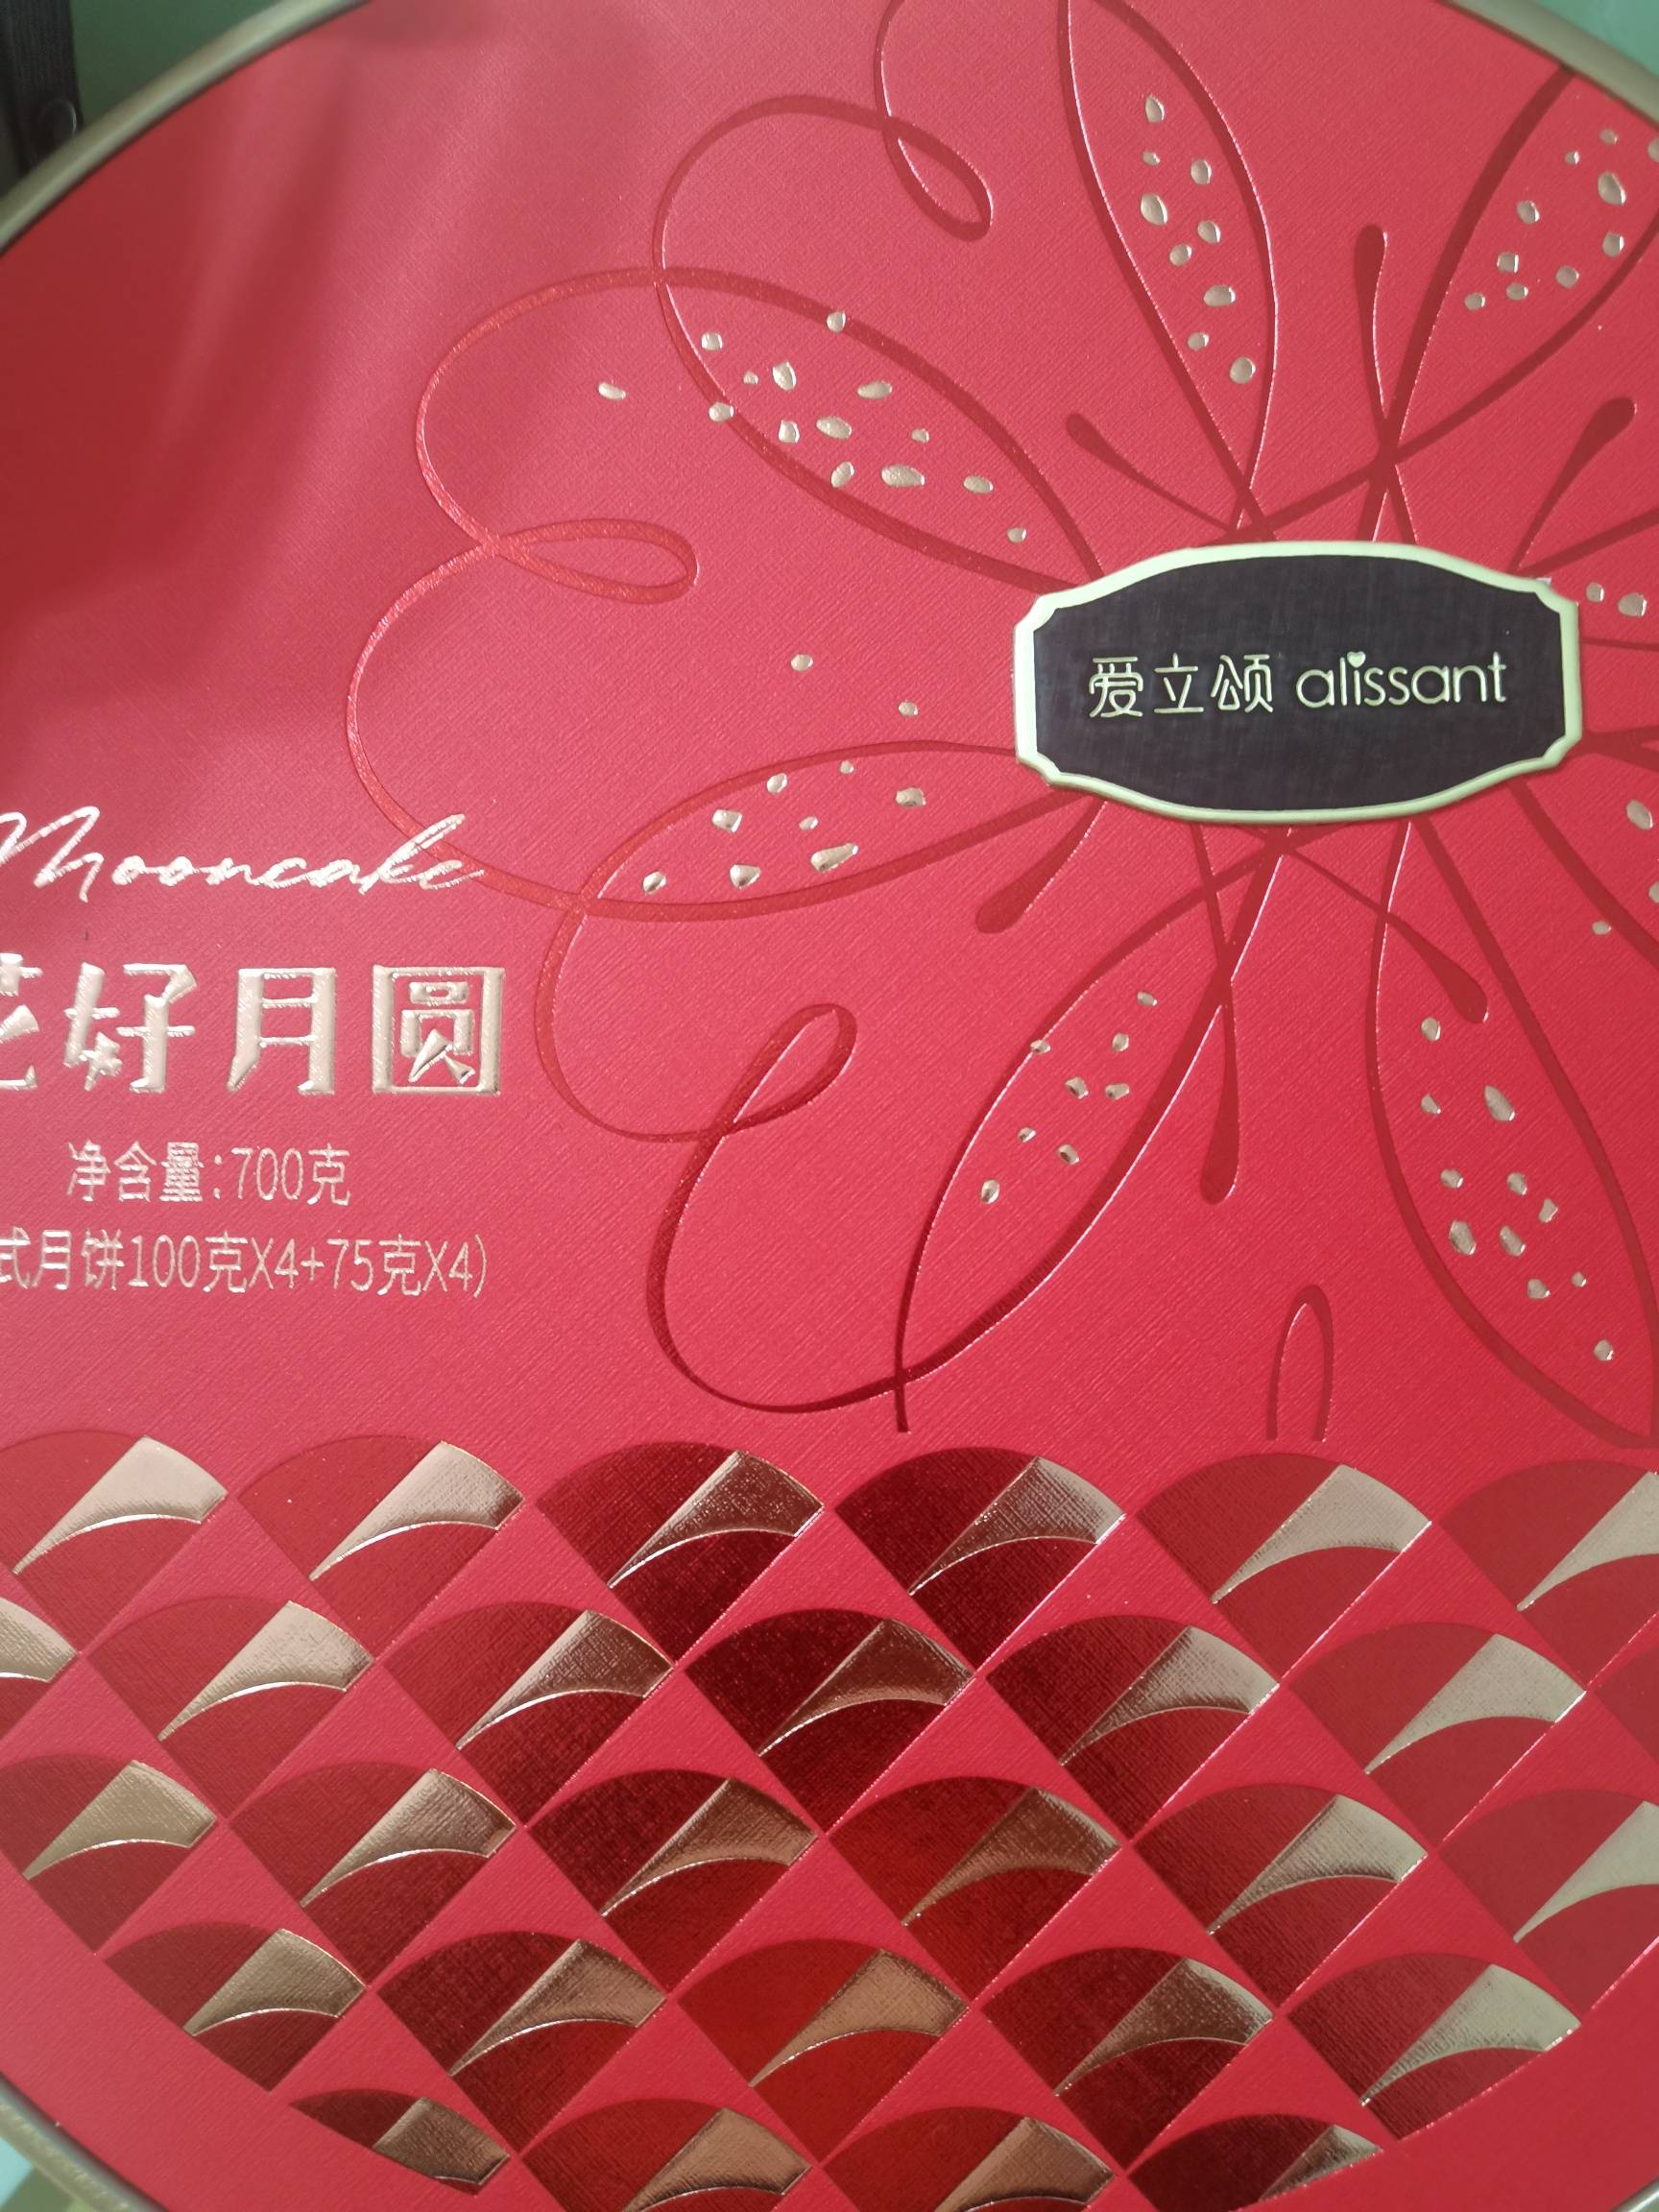 爱立颂 alissant
Mooncake
花好月圆
净含量:700克
式月饼100克X4+75克X4)